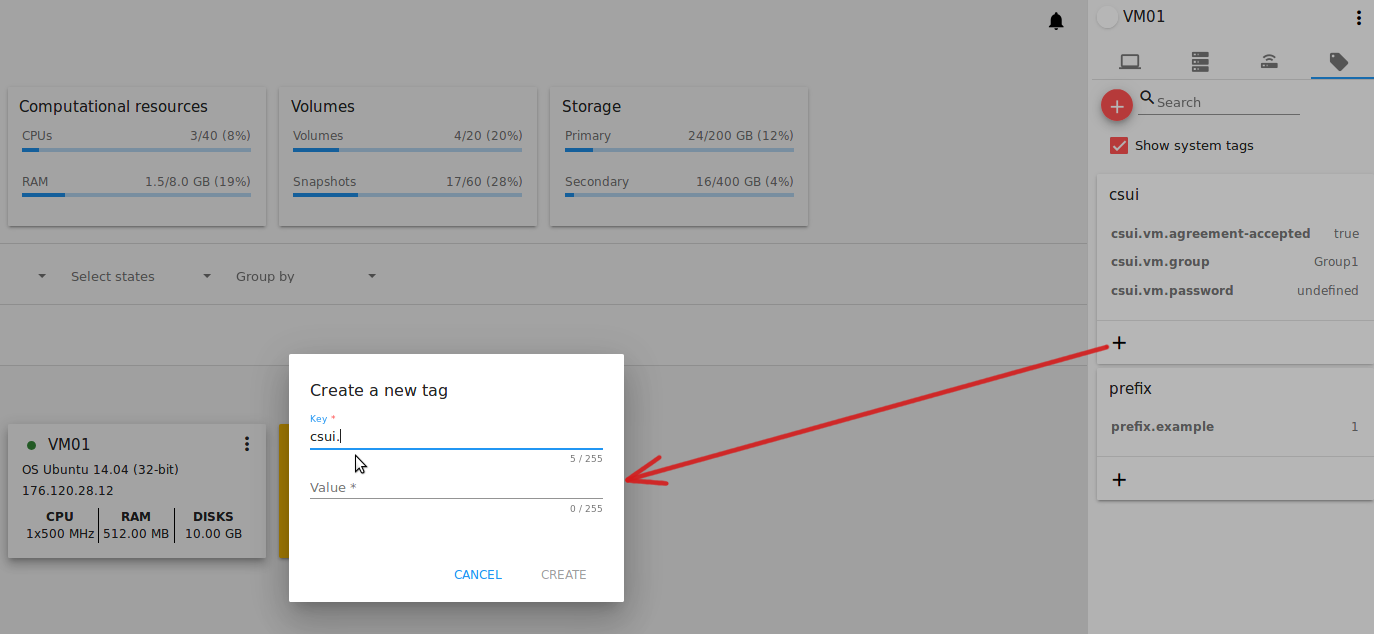 VM01
Search
Show system tags
csui
csui.vm.agreement-accepted true
csui.vm.group Group1
csui.vm.password undefined
+
prefix
prefix.example 1
+
Computational resources
CPUs 3/40 (8%)
RAM 1.5/8.0 GB (19%)
Volumes
Volumes 4/20 (20%)
Snapshots 17/60 (28%)
Storage
Primary 24/200 GB (12%)
Secondary 16/400 GB (4%)
Select states Group by
VM01
OS Ubuntu 14.04 (32-bit)
176.120.28.12
CPU RAM DISKS
1x500 MHz 512.00 MB 10.00 GB
Create a new tag
Key *
csui.
5 / 255
Value *
0 / 255
CANCEL CREATE